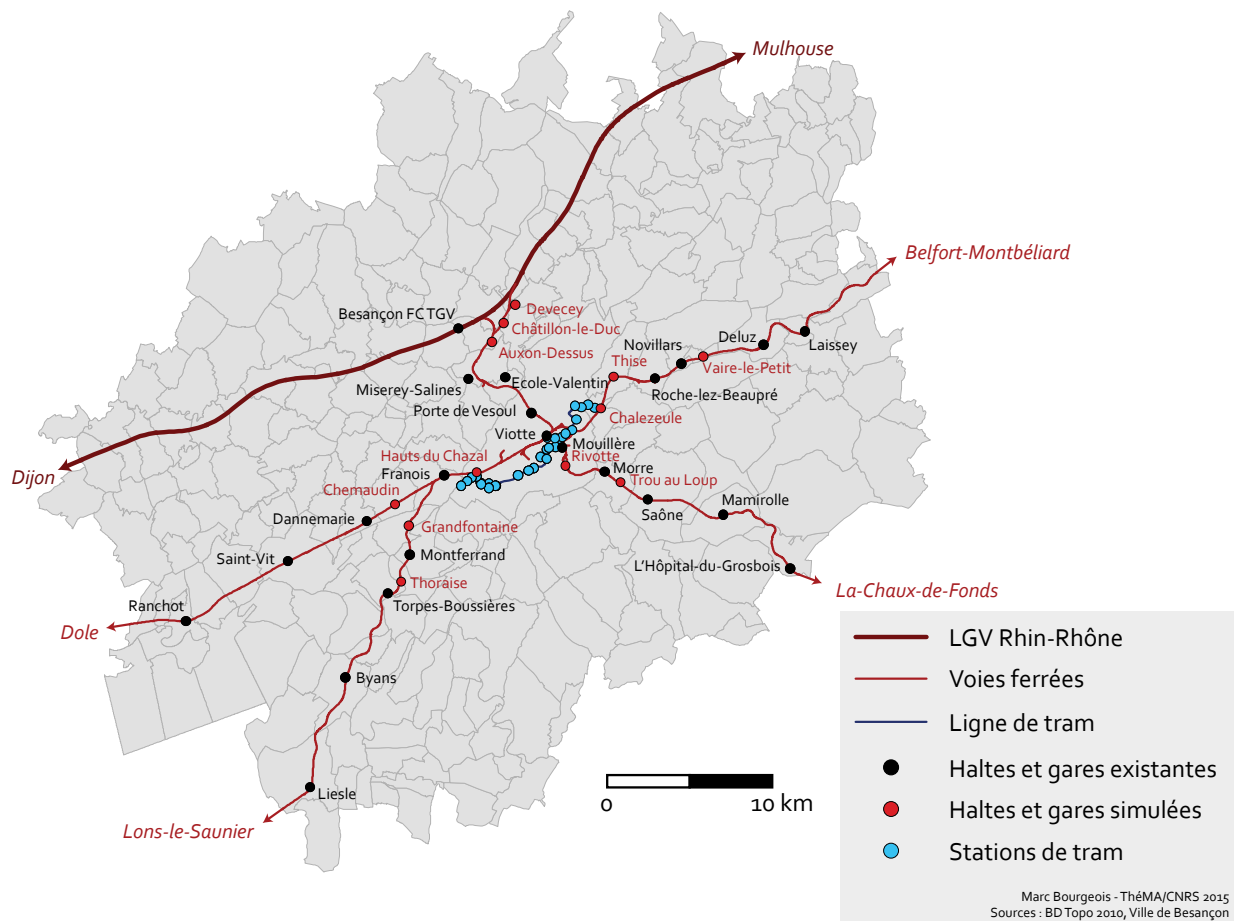 Mulhouse
Belfort-Montbéliard
Devecey
Besançon FC TGV
Châtillon-le-Duc
Novillars
Deluz
Laissey
Auxon-Dessus
Thise
Vaire-le-Petit
Miserey-Salines
Ecole-Valentin
Roche-lez-Beaupré
Porte de Vesoul
Chalezeule
Viotte
Mouillère
Hauts du Chazal
Rivotte
Dijon
Franois
Morre
Trou au Loup
Chemaudin
Mamirolle
Saône
Dannemarie
Grandfontaine
Saint-Vit
Montferrand
L'Hôpital-du-Grosbois
Thoraise
La-Chaux-de-Fonds
Ranchot
Torpes-Boussières
Dole
Byans
Liesle
Lons-le-Saunier
0 10 km
LGV Rhin-Rhône
Voies ferrées
Ligne de tram
Haltes et gares existantes
Haltes et gares simulées
Stations de tram
Marc Bourgeois - ThéMA/CNRS 2015
Sources : BD Topo 2010, Ville de Besançon